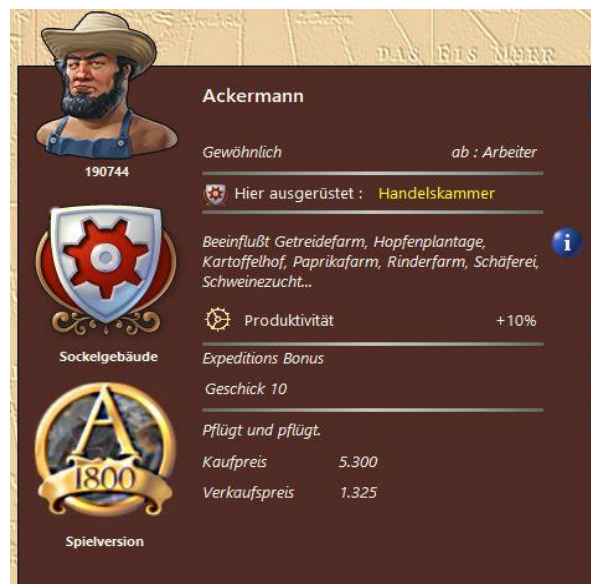 DAS EIS MEER
Ackermann
190744
Gewöhnlich
ab : Arbeiter
Hier ausgerüstet : Handelskammer
Beeinflußt Getreidefarm, Hopfenplantage,
Kartoffelhof, Paprikafarm, Rinderfarm, Schäferei,
Schweinezucht...
i
Produktivität +10%
Sockelgebäude
Expeditions Bonus
Geschick 10
Pflügt und pflügt.
Kaufpreis 5.300
Verkaufspreis 1.325
A
1800
Spielversion